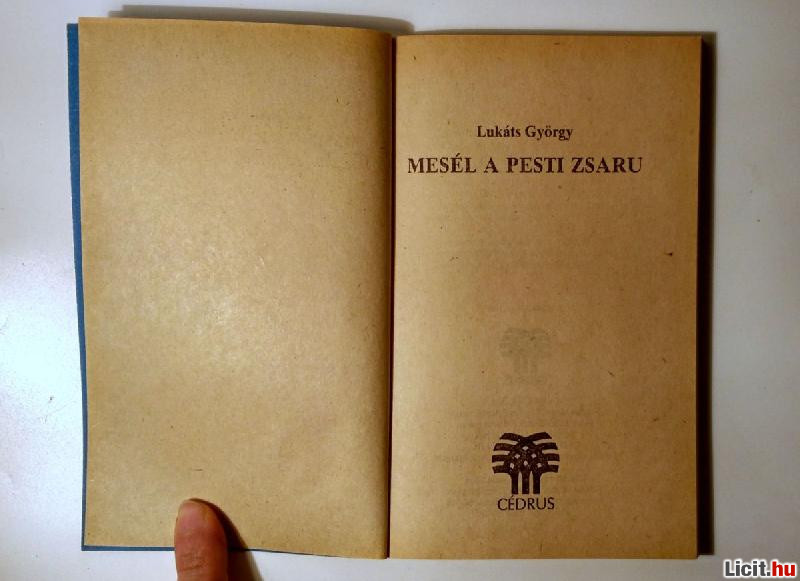 Lukáts György
MESÉL A PESTI ZSARU
CÉDRUS
Licit.hu